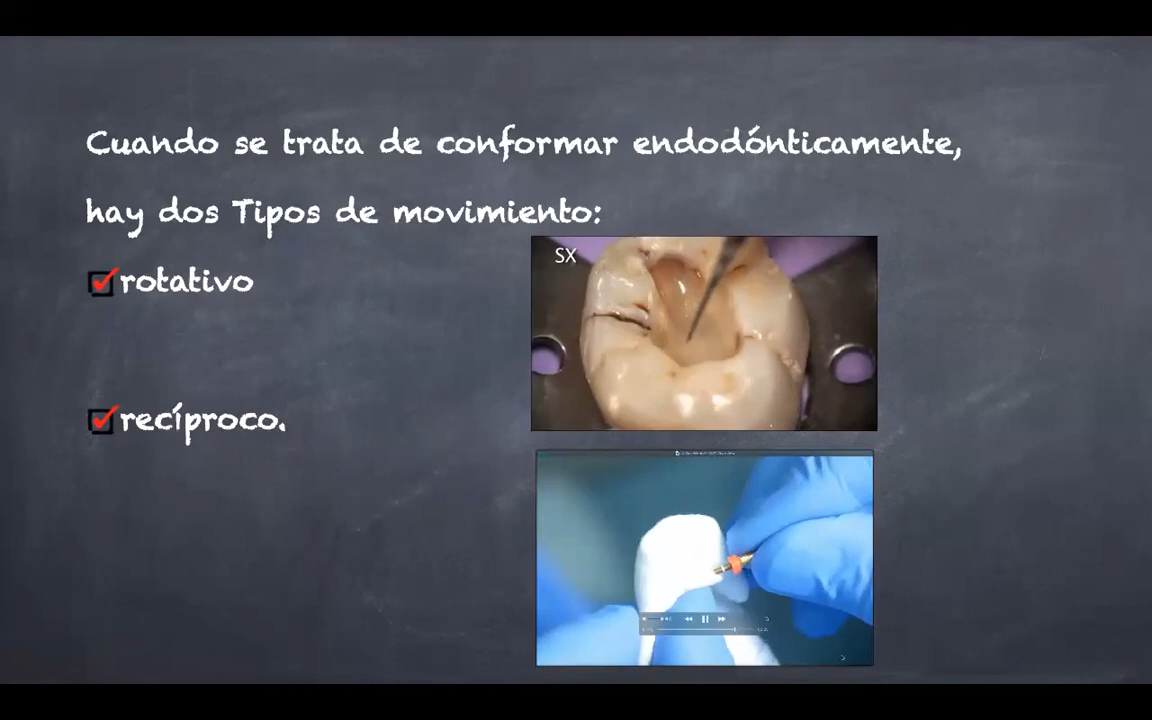 Cuando se trata de conformar endodónticamente,
hay dos Tipos de movimiento:
rotativo
SX
recíproco.